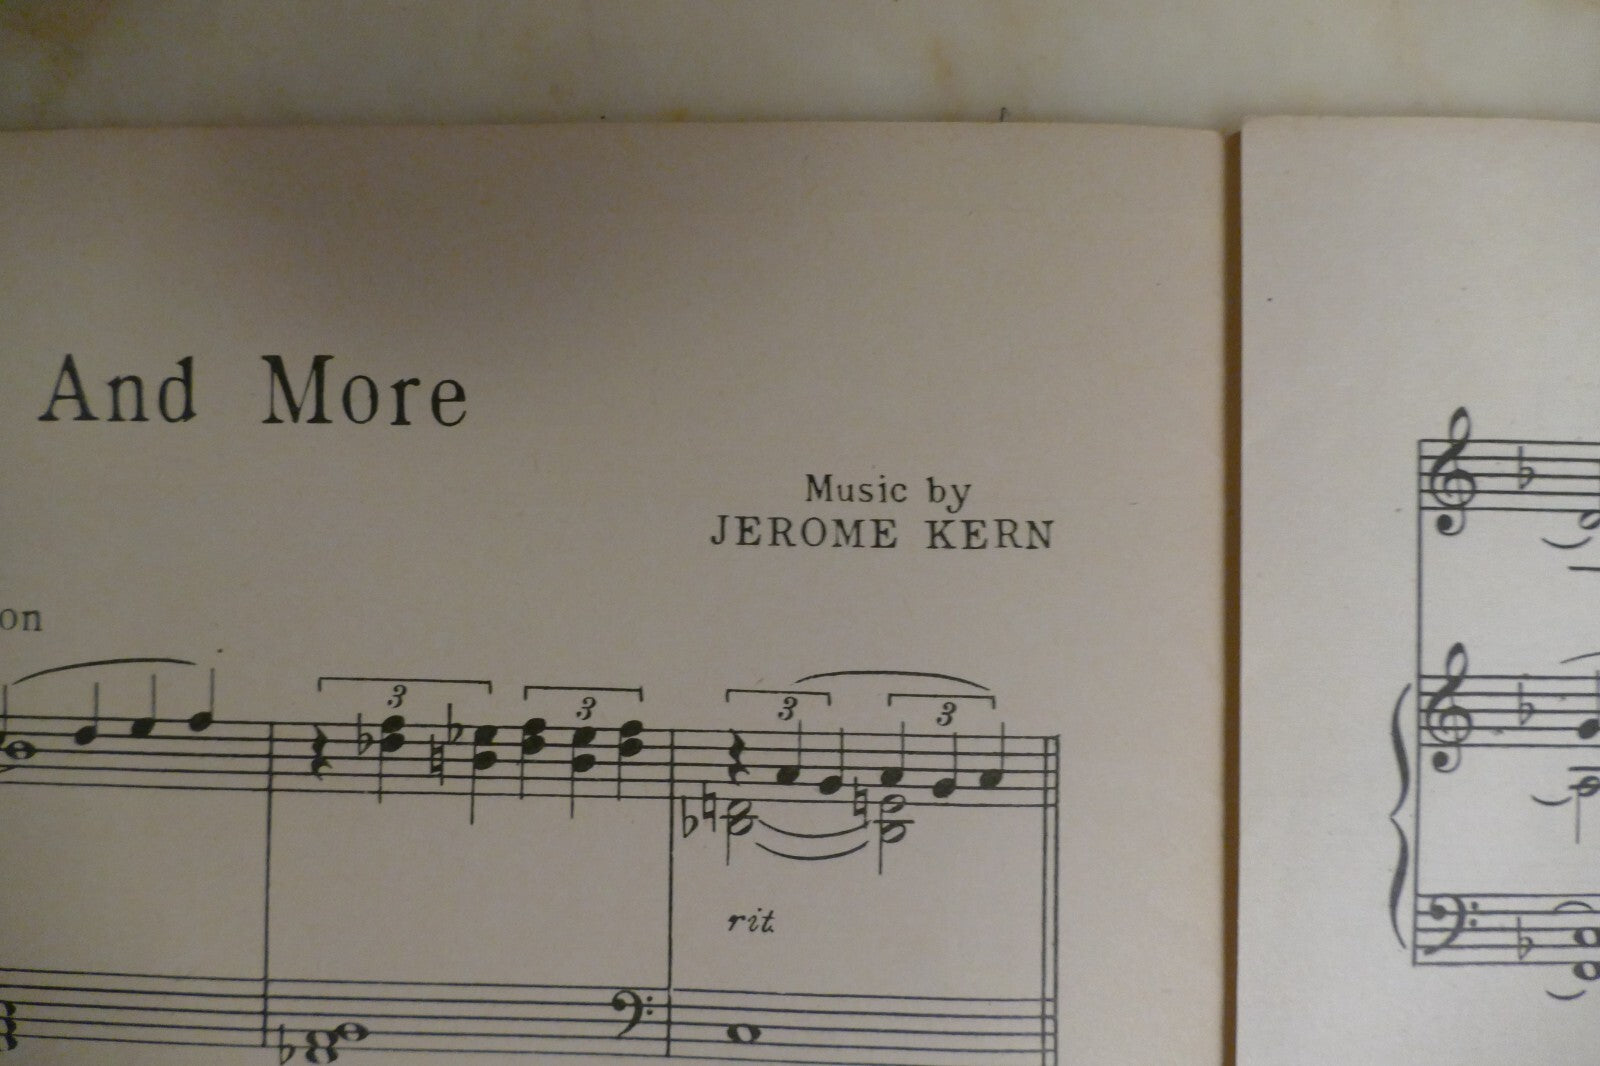 And More
Music by
JEROME KERN
on
3 3 3 3
rit.